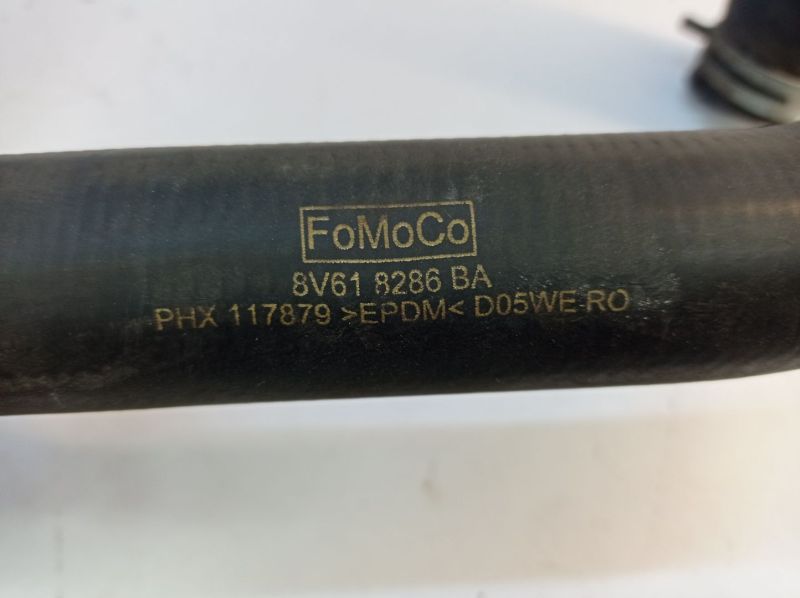 FoMoCo
8V61 8286 BA
PHX 117879 >EPDM< D05WE RO